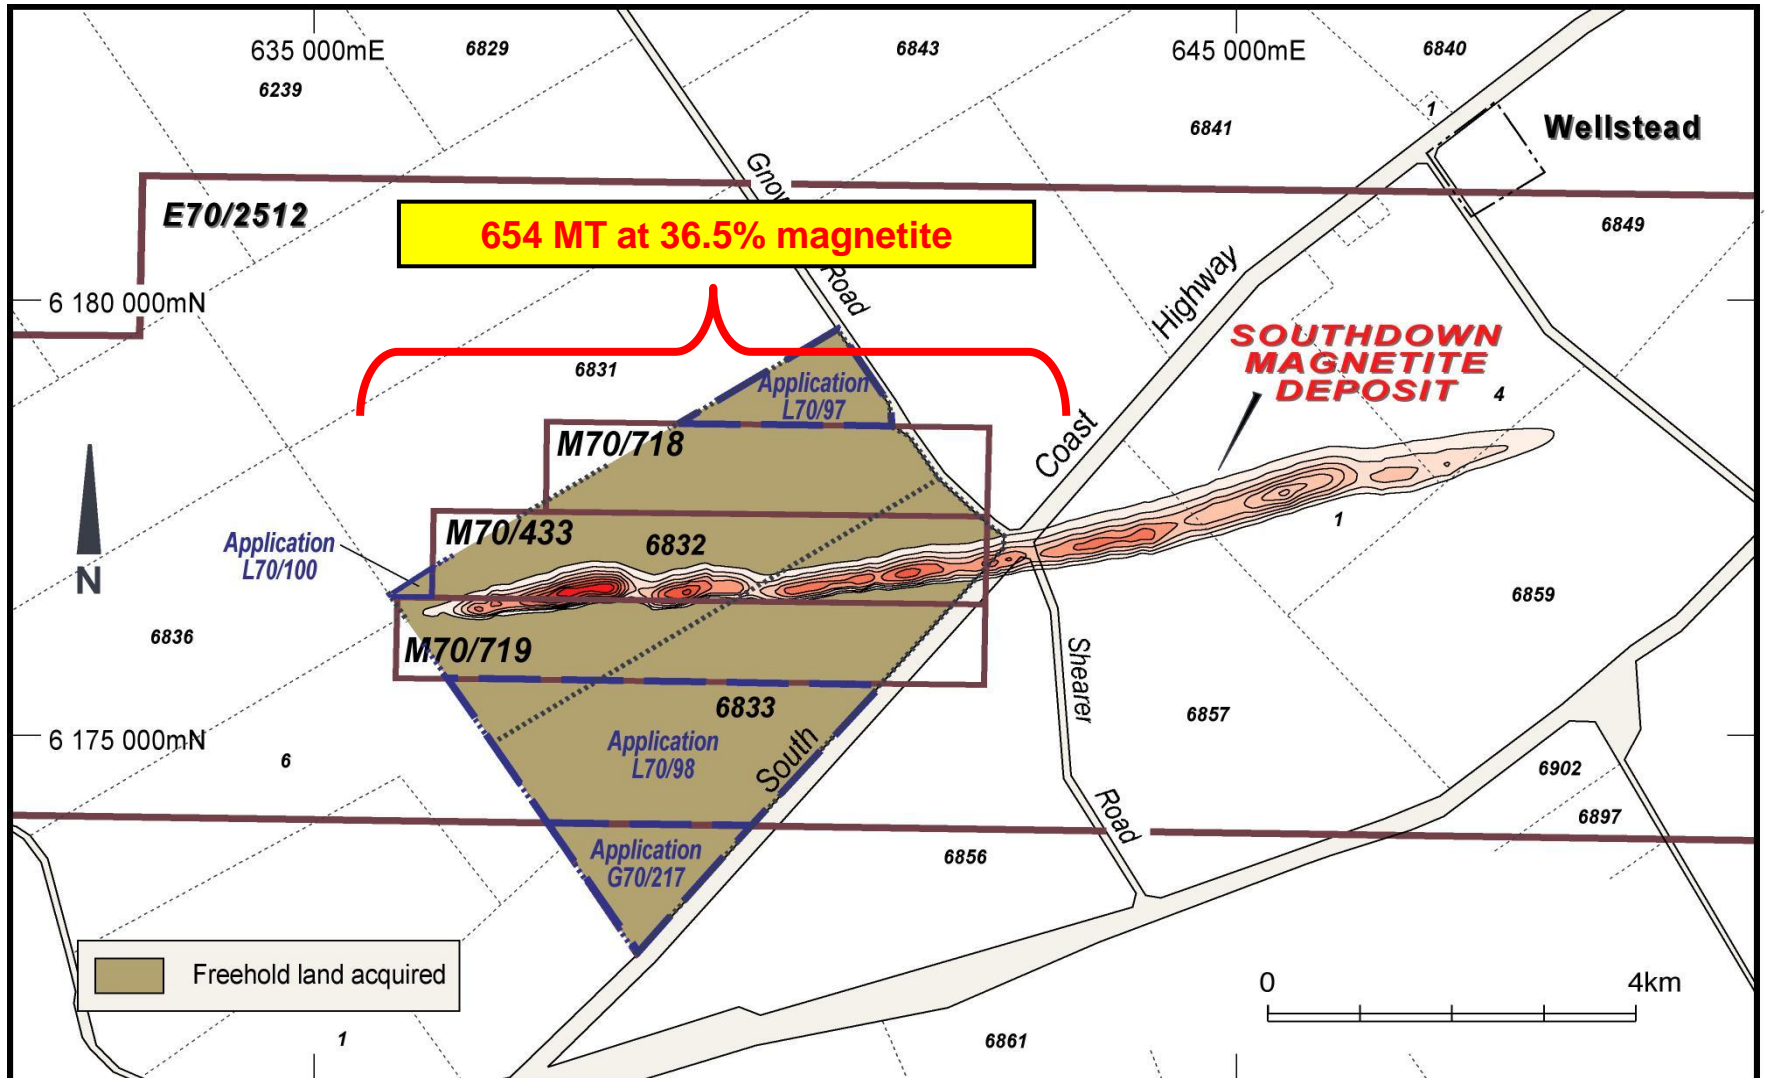 635 000mE
6829
6843
645 000mE
6840
6239
1
6841
Wellstead
Gnow
Road
E70/2512
6849
654 MT at 36.5% magnetite
Highway
6 180 000mN
SOUTHDOWN
MAGNETITE
DEPOSIT
6831
Application
L70/97
4
M70/718
Coast
M70/433
6832
1
Application
L70/100
N
6859
6836
M70/719
Shearer
6833
6857
6 175 000mN
Application
L70/98
South
6
6902
Road
6897
Application
G70/217
6856
Freehold land acquired
0
4km
1
6861